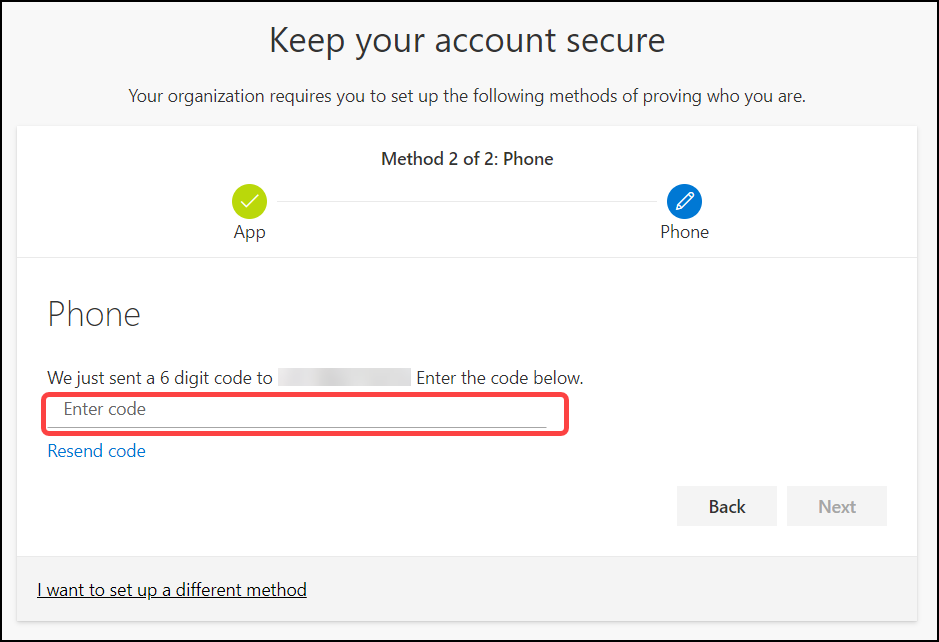 Keep your account secure
Your organization requires you to set up the following methods of proving who you are.
Method 2 of 2: Phone
App
Phone
Phone
We just sent a 6 digit code to Enter the code below.
Enter code
Resend code
Back
Next
I want to set up a different method